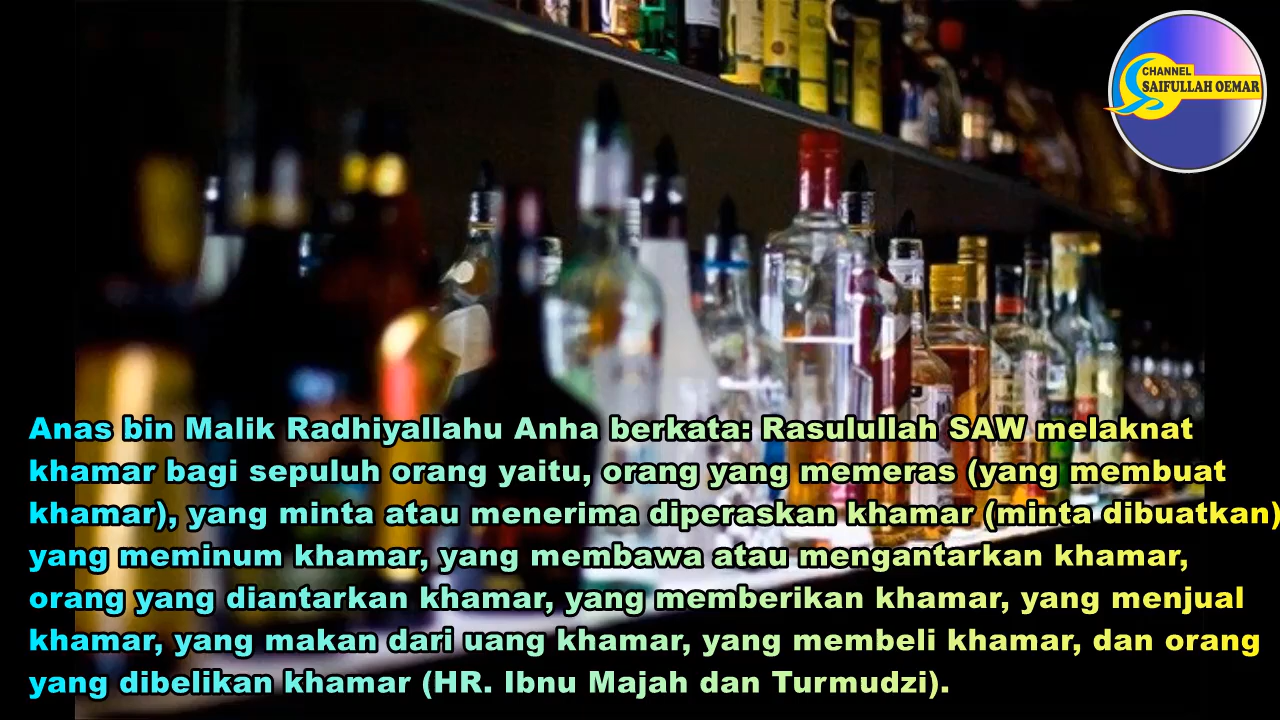 CHANNEL
SAIFULLAH OEMAR
Anas bin Malik Radhiyallahu Anha berkata: Rasulullah SAW melaknat
khamar bagi sepuluh orang yaitu, orang yang memeras (yang membuat
khamar), yang minta atau menerima diperaskan khamar (minta dibuatkan)
yang meminum khamar, yang membawa atau mengantarkan khamar,
orang yang diantarkan khamar, yang memberikan khamar, yang menjual
khamar, yang makan dari uang khamar, yang membeli khamar, dan orang
yang dibelikan khamar (HR. Ibnu Majah dan Turmudzi).